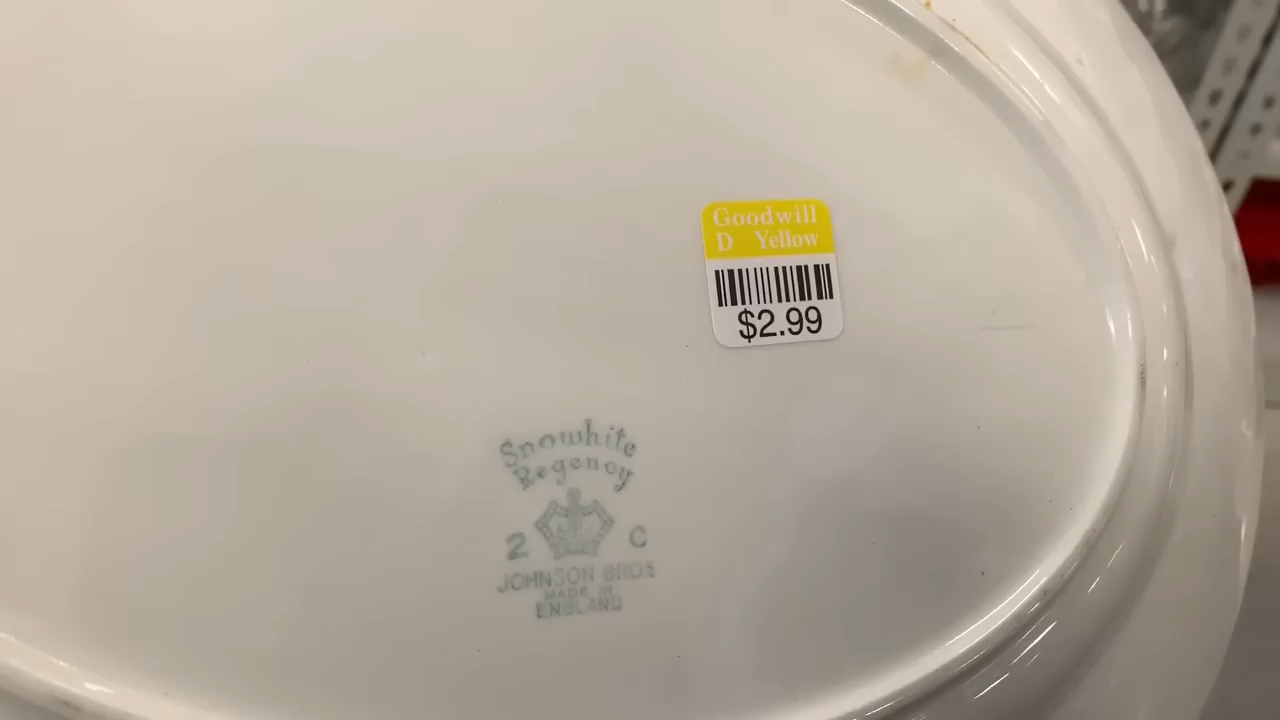 Goodwill
D Yellow
$2.99
Snowhite
Regency
2 C
JOHNSON BROS
MADE IN
ENGLAND